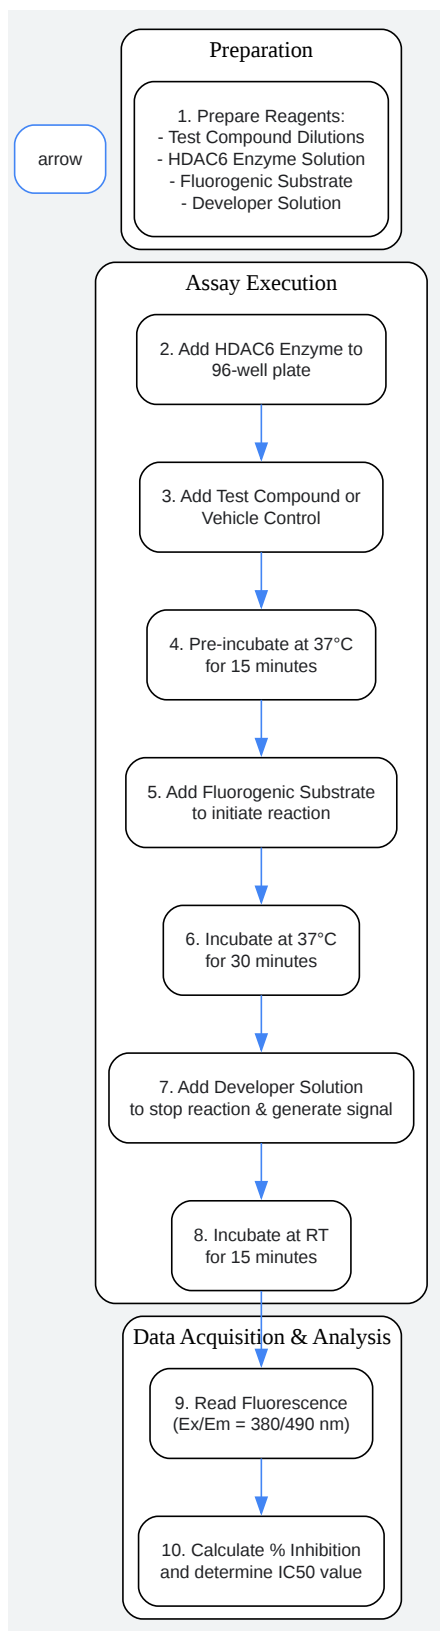 Preparation
1. Prepare Reagents:
- Test Compound Dilutions
- HDAC6 Enzyme Solution
- Fluorogenic Substrate
- Developer Solution
arrow
Assay Execution
2. Add HDAC6 Enzyme to
96-well plate
3. Add Test Compound or
Vehicle Control
4. Pre-incubate at 37°C
for 15 minutes
5. Add Fluorogenic Substrate
to initiate reaction
6. Incubate at 37°C
for 30 minutes
7. Add Developer Solution
to stop reaction & generate signal
8. Incubate at RT
for 15 minutes
Data Acquisition & Analysis
9. Read Fluorescence
(Ex/Em = 380/490 nm)
10. Calculate % Inhibition
and determine IC50 value